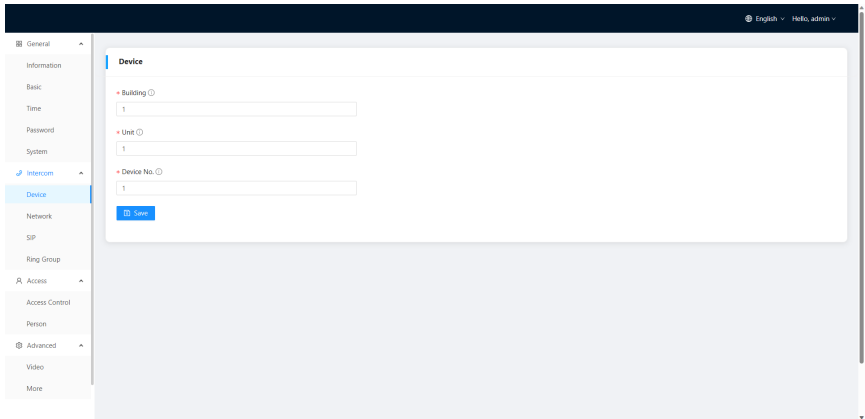 English
Hello, admin
General
Information
Basic
Time
Password
System
Intercom
Device
Network
SIP
Ring Group
Access
Access Control
Person
Advanced
Video
More
Device
* Building
1
* Unit
1
* Device No.
1
Save